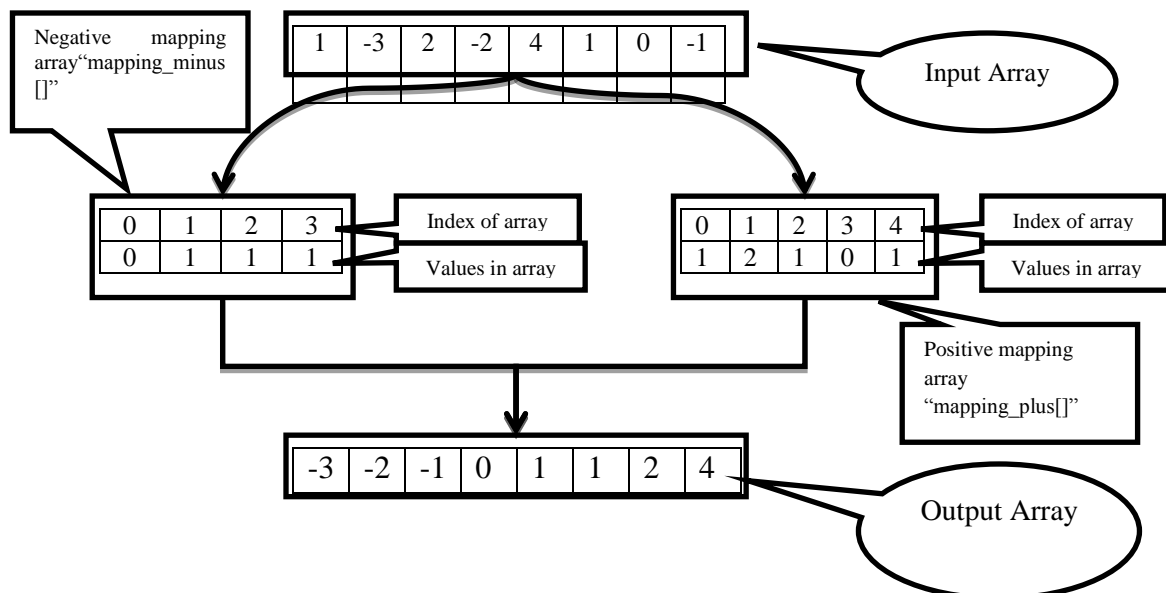 Negative mapping
array“mapping_minus
[]”
1 -3 2 -2 4 1 0 -1
Input Array
0 1 2 3
0 1 1 1
Index of array
Values in array
0 1 2 3 4
1 2 1 0 1
Index of array
Values in array
Positive mapping
array
“mapping_plus[]”
-3 -2 -1 0 1 1 2 4
Output Array